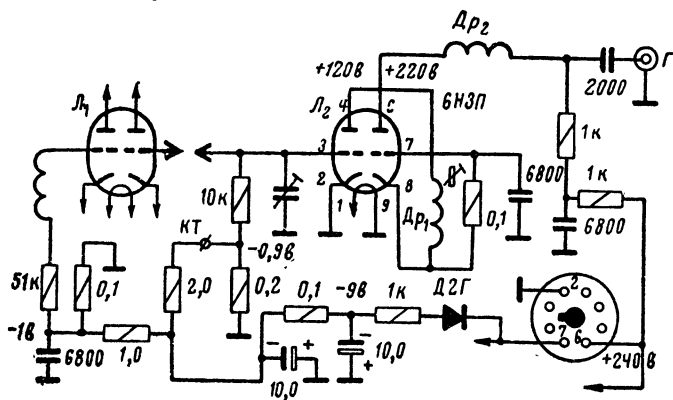 Др2
+120В
+220В
2000
Г
Л1
Л2
4
6
6Н3П
3
7
1к
10к
2
1
9
8
6800
1к
КТ
-0,9В
Др1
0,1
6800
51к
0,1
2,0
0,2
0,1
-9В
1к
Д2Г
2
7
6
+240В
-1В
6800
1,0
10,0
10,0